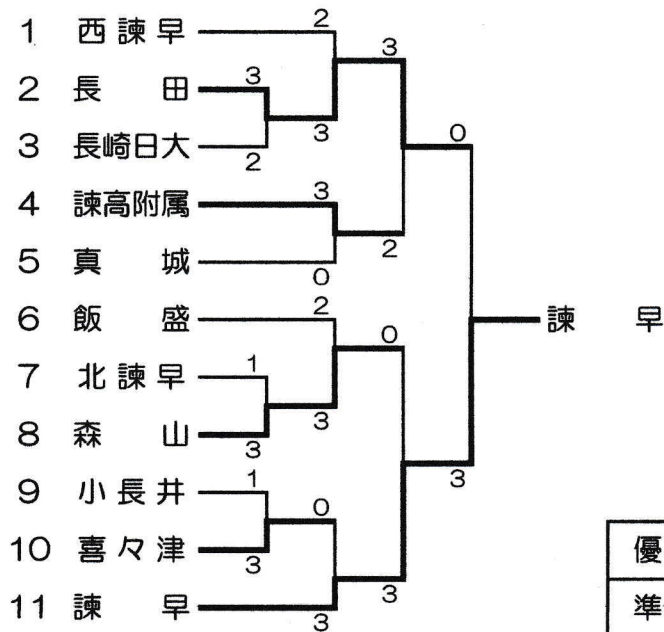 1 西諫早
2
3
2 長田
3
0
3 長崎日大
2
3
4 諫高附属
3
2
5 真城
0
諫早
6 飯盛
2
0
7 北諫早
1
8 森山
3
3
3
9 小長井
1
0
10 喜々津
3
優
11 諫早
3
3
準